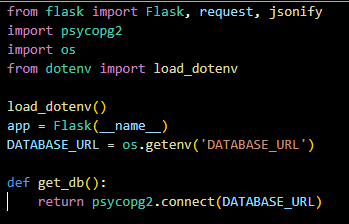 from flask import Flask, request, jsonify
import psycopg2
import os
from dotenv import load_dotenv

load_dotenv()
app = Flask(__name__)
DATABASE_URL = os.getenv('DATABASE_URL')

def get_db():
    return psycopg2.connect(DATABASE_URL)